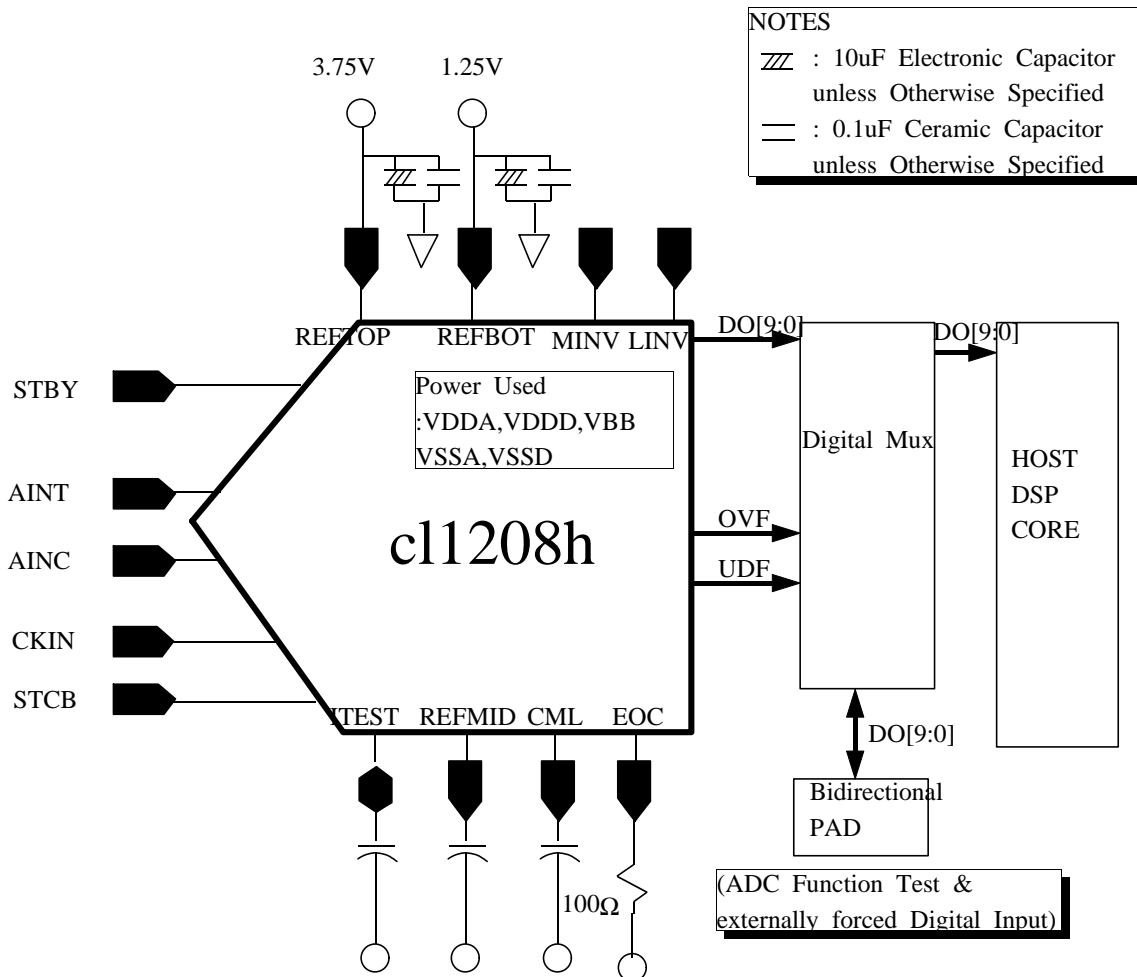 NOTES
: 10uF Electronic Capacitor
unless Otherwise Specified
: 0.1uF Ceramic Capacitor
unless Otherwise Specified
3.75V
1.25V
REFTOP
REFBOT
MINV
LINV
DO[9:0]
DO[9:0]
STBY
Power Used
:VDDA,VDDD,VBB
VSSA,VSSD
Digital Mux
HOST
DSP
CORE
AINT
OVF
cl1208h
AINC
UDF
CKIN
STCB
ITEST
REFMID
CML
EOC
DO[9:0]
Bidirectional
PAD
100Ω
(ADC Function Test &
externally forced Digital Input)